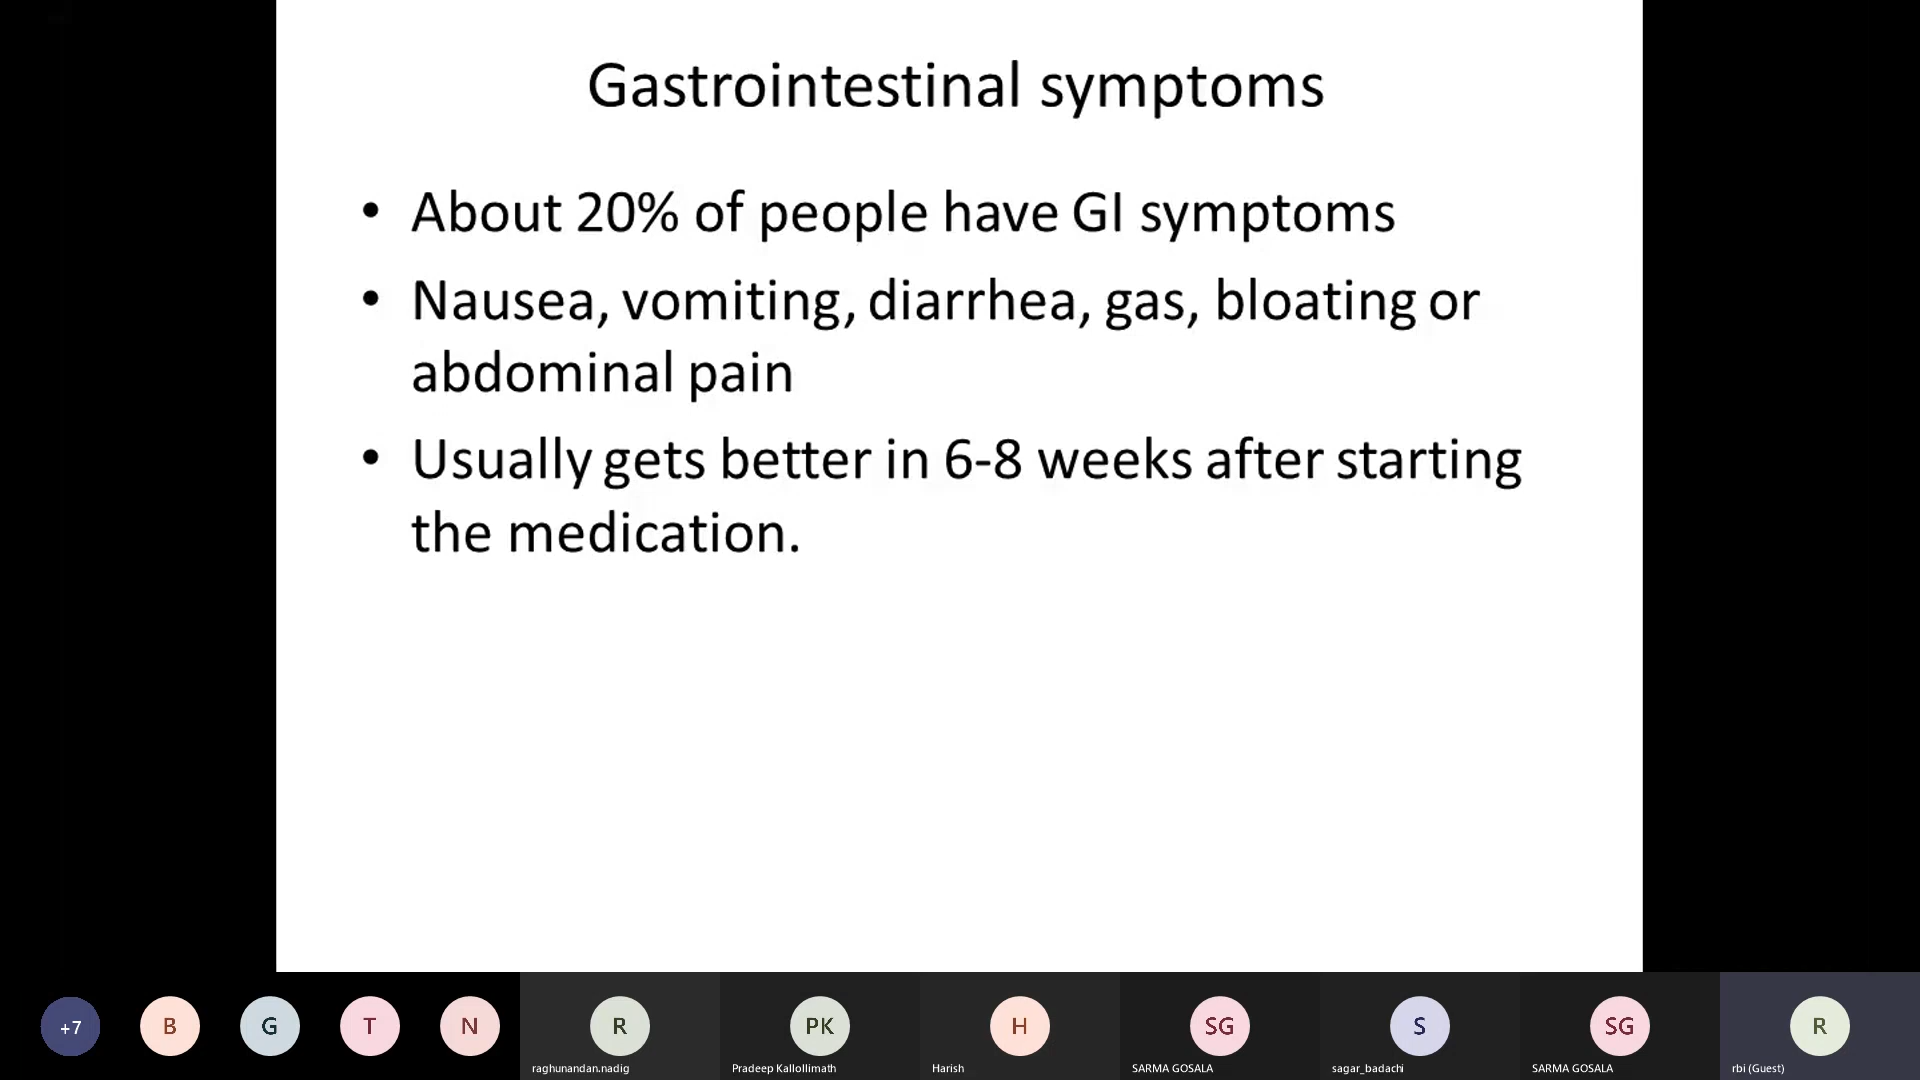 Gastrointestinal symptoms
• About 20% of people have GI symptoms
• Nausea, vomiting, diarrhea, gas, bloating or
abdominal pain
• Usually gets better in 6-8 weeks after starting
the medication.
+7 B G T N R PK H SG S SG R
raghunandan.nadig Pradeep Kallollimath Harish SARMA GOSALA sagar_badachi SARMA GOSALA rbi (Guest)